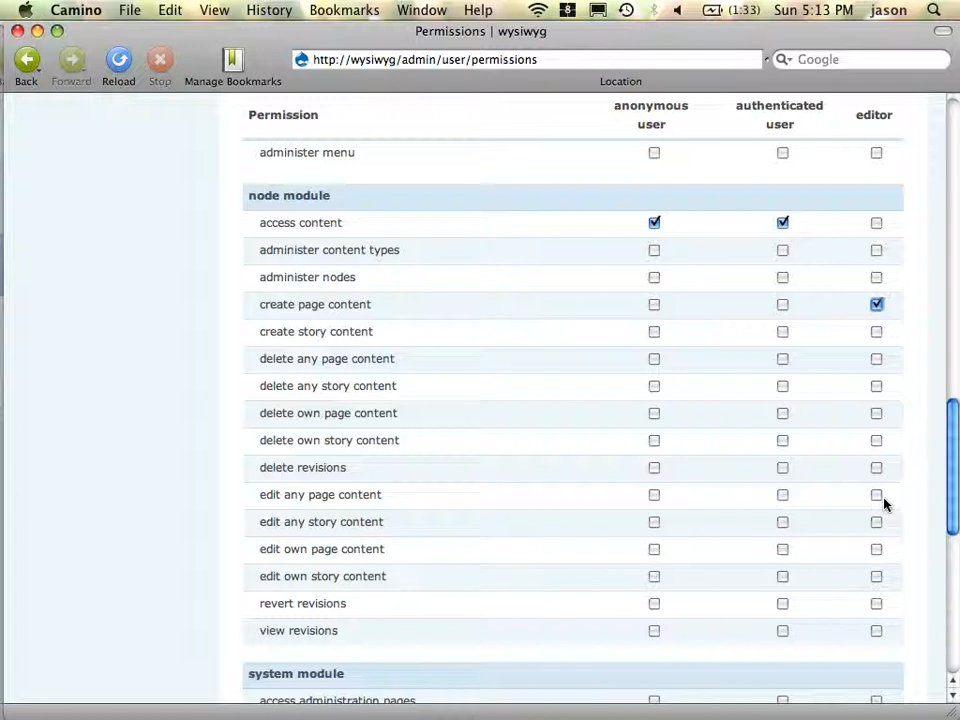 Camino File Edit View History Bookmarks Window Help 8 (1:33) Sun 5:13 PM jason
Permissions | wysiwyg
Back Forward Reload Stop Manage Bookmarks http://wysiwyg/admin/user/permissions Location Google
Permission anonymous user authenticated user editor
administer menu
node module
access content
administer content types
administer nodes
create page content
create story content
delete any page content
delete any story content
delete own page content
delete own story content
delete revisions
edit any page content
edit any story content
edit own page content
edit own story content
revert revisions
view revisions
system module
access administration pages